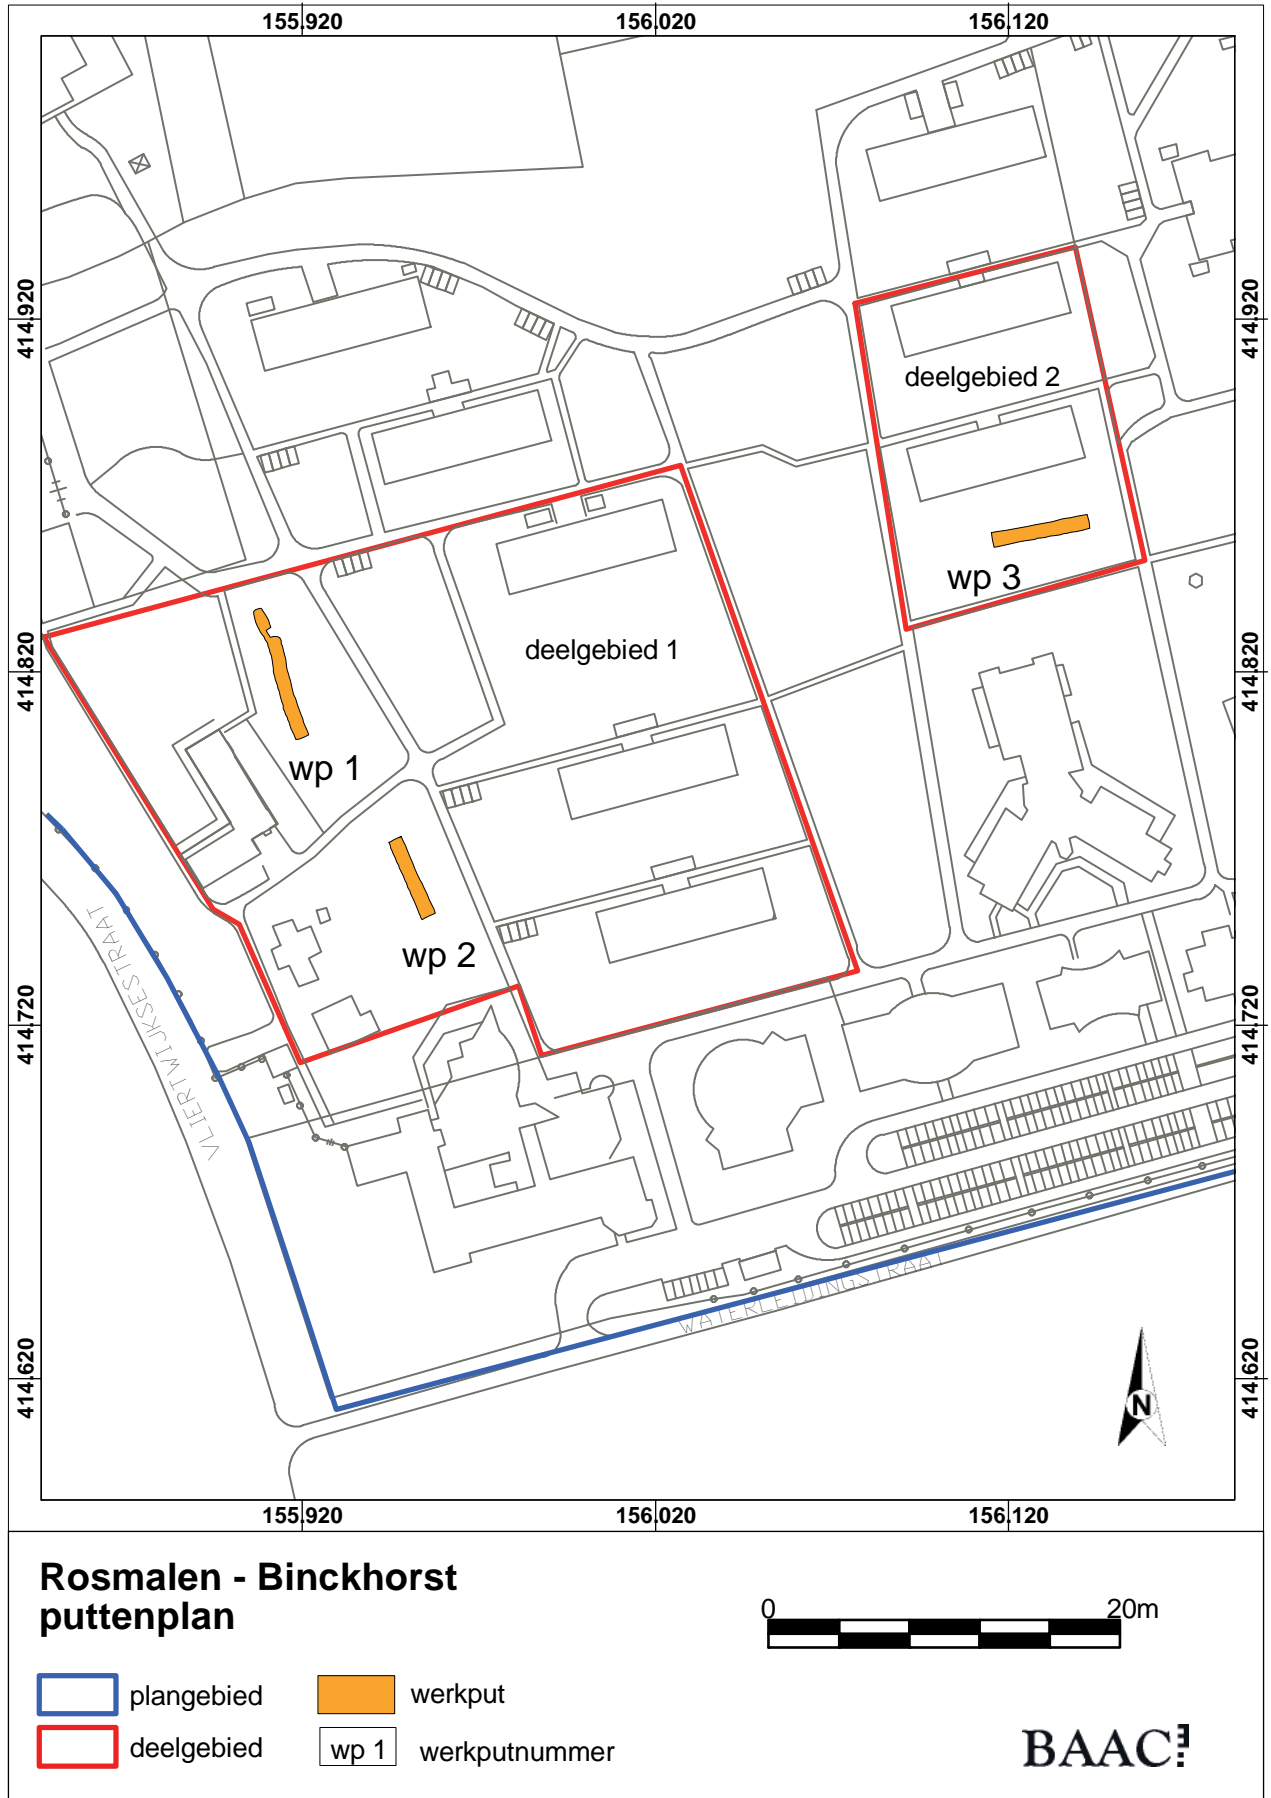 155.920 156.020 156.120
414.920 414.920
deelgebied 2
wp 3
deelgebied 1
414.820 414.820
wp 1
wp 2
VLIERTWIJKSESTRAAT
414.720 414.720
WATERLEIDINGSTRAAT
414.620 414.620
N
155.920 156.020 156.120
Rosmalen - Binckhorst
puttenplan
0 20m
plangebied werkput
deelgebied wp 1 werkputnummer
BAAC